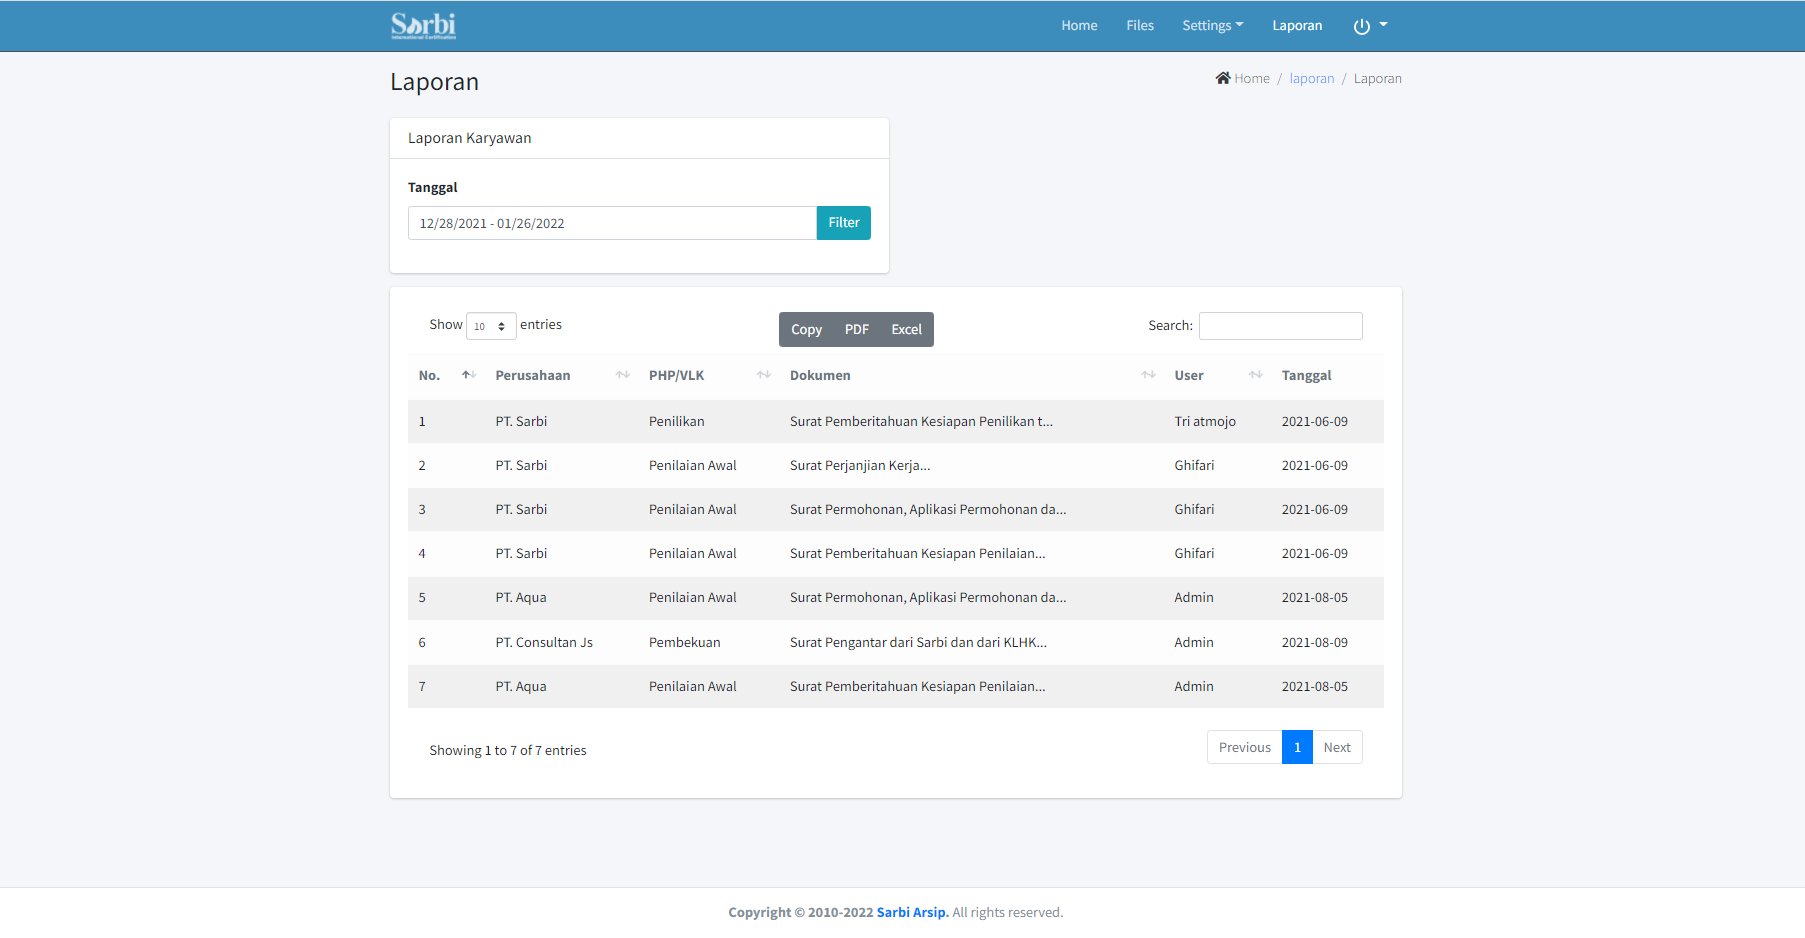 Sarbi
International Certification
Home Files Settings Laporan
Laporan
Home / laporan / Laporan
Laporan Karyawan
Tanggal
12/28/2021 - 01/26/2022 Filter
Show 10 entries
Copy PDF Excel
Search:
No. Perusahaan PHP/VLK Dokumen User Tanggal
1 PT. Sarbi Penilikan Surat Pemberitahuan Kesiapan Penilikan t... Tri atmojo 2021-06-09
2 PT. Sarbi Penilaian Awal Surat Perjanjian Kerja... Ghifari 2021-06-09
3 PT. Sarbi Penilaian Awal Surat Permohonan, Aplikasi Permohonan da... Ghifari 2021-06-09
4 PT. Sarbi Penilaian Awal Surat Pemberitahuan Kesiapan Penilaian... Ghifari 2021-06-09
5 PT. Aqua Penilaian Awal Surat Permohonan, Aplikasi Permohonan da... Admin 2021-08-05
6 PT. Consultan Js Pembekuan Surat Pengantar dari Sarbi dan dari KLHK... Admin 2021-08-09
7 PT. Aqua Penilaian Awal Surat Pemberitahuan Kesiapan Penilaian... Admin 2021-08-05
Showing 1 to 7 of 7 entries
Previous 1 Next
Copyright © 2010-2022 Sarbi Arsip. All rights reserved.